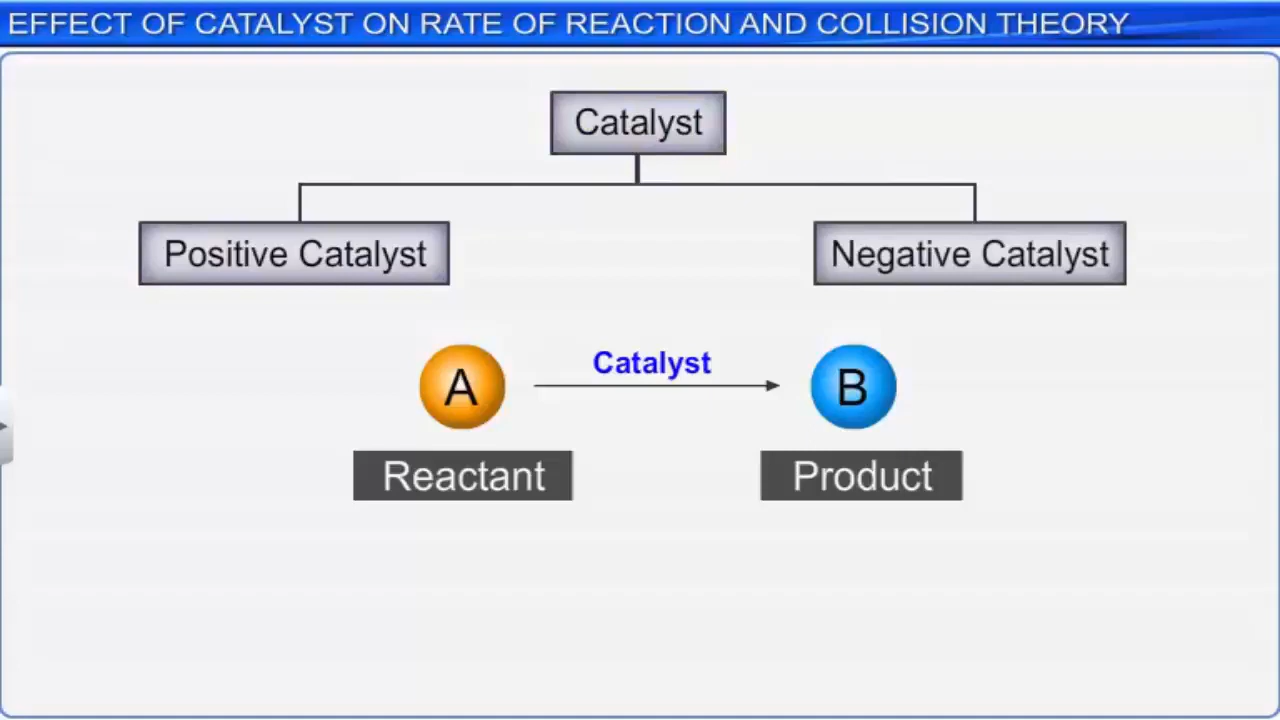 EFFECT OF CATALYST ON RATE OF REACTION AND COLLISION THEORY
Catalyst
Positive Catalyst
Negative Catalyst
Catalyst
A
B
Reactant
Product